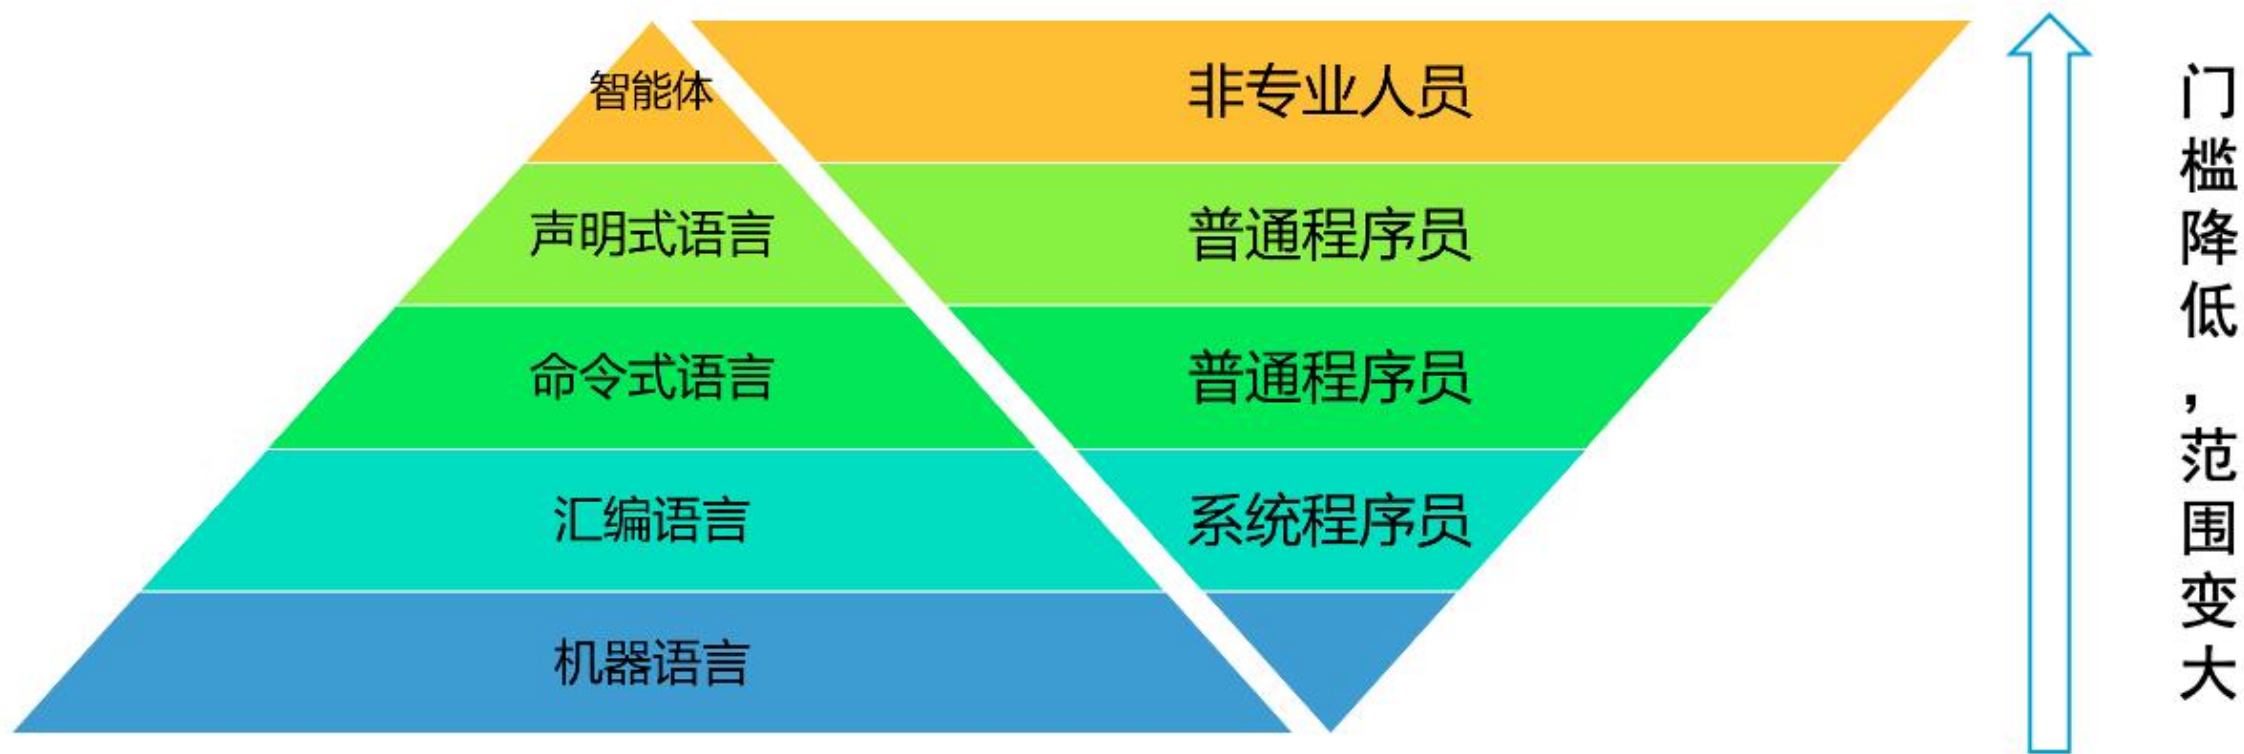 智能体
非专业人员
声明式语言
普通程序员
命令式语言
普通程序员
汇编语言
系统程序员
机器语言
门槛降低，范围变大